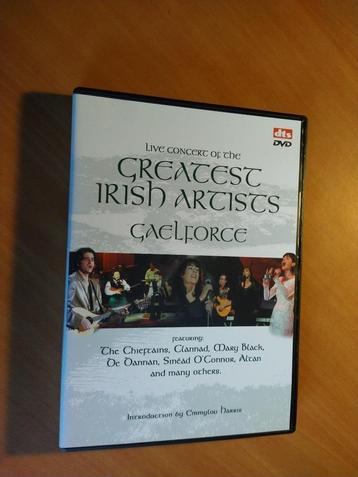 dts
DVD
Live Concert of the
Greatest
Irish Artists
Gaelforce
featuring:
The Chieftains, Clannad, Mary Black,
De Dannan, Sinéad O'Connor, Altan
and many others.
Introduction by Emmylou Harris